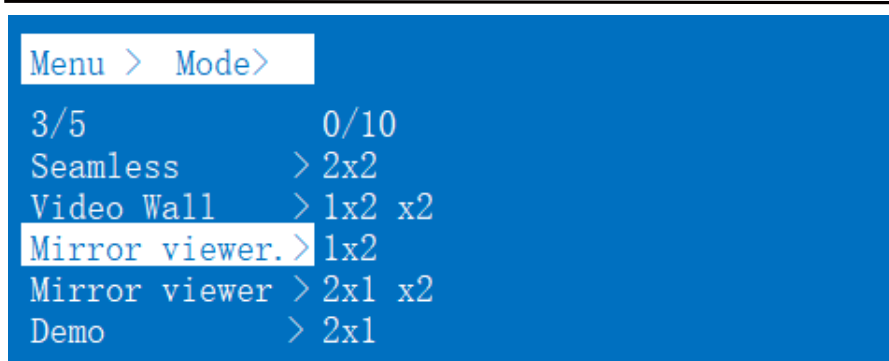 Menu > Mode>
3/5 0/10
Seamless > 2x2
Video Wall > 1x2 x2
Mirror viewer. > 1x2
Mirror viewer > 2x1 x2
Demo > 2x1